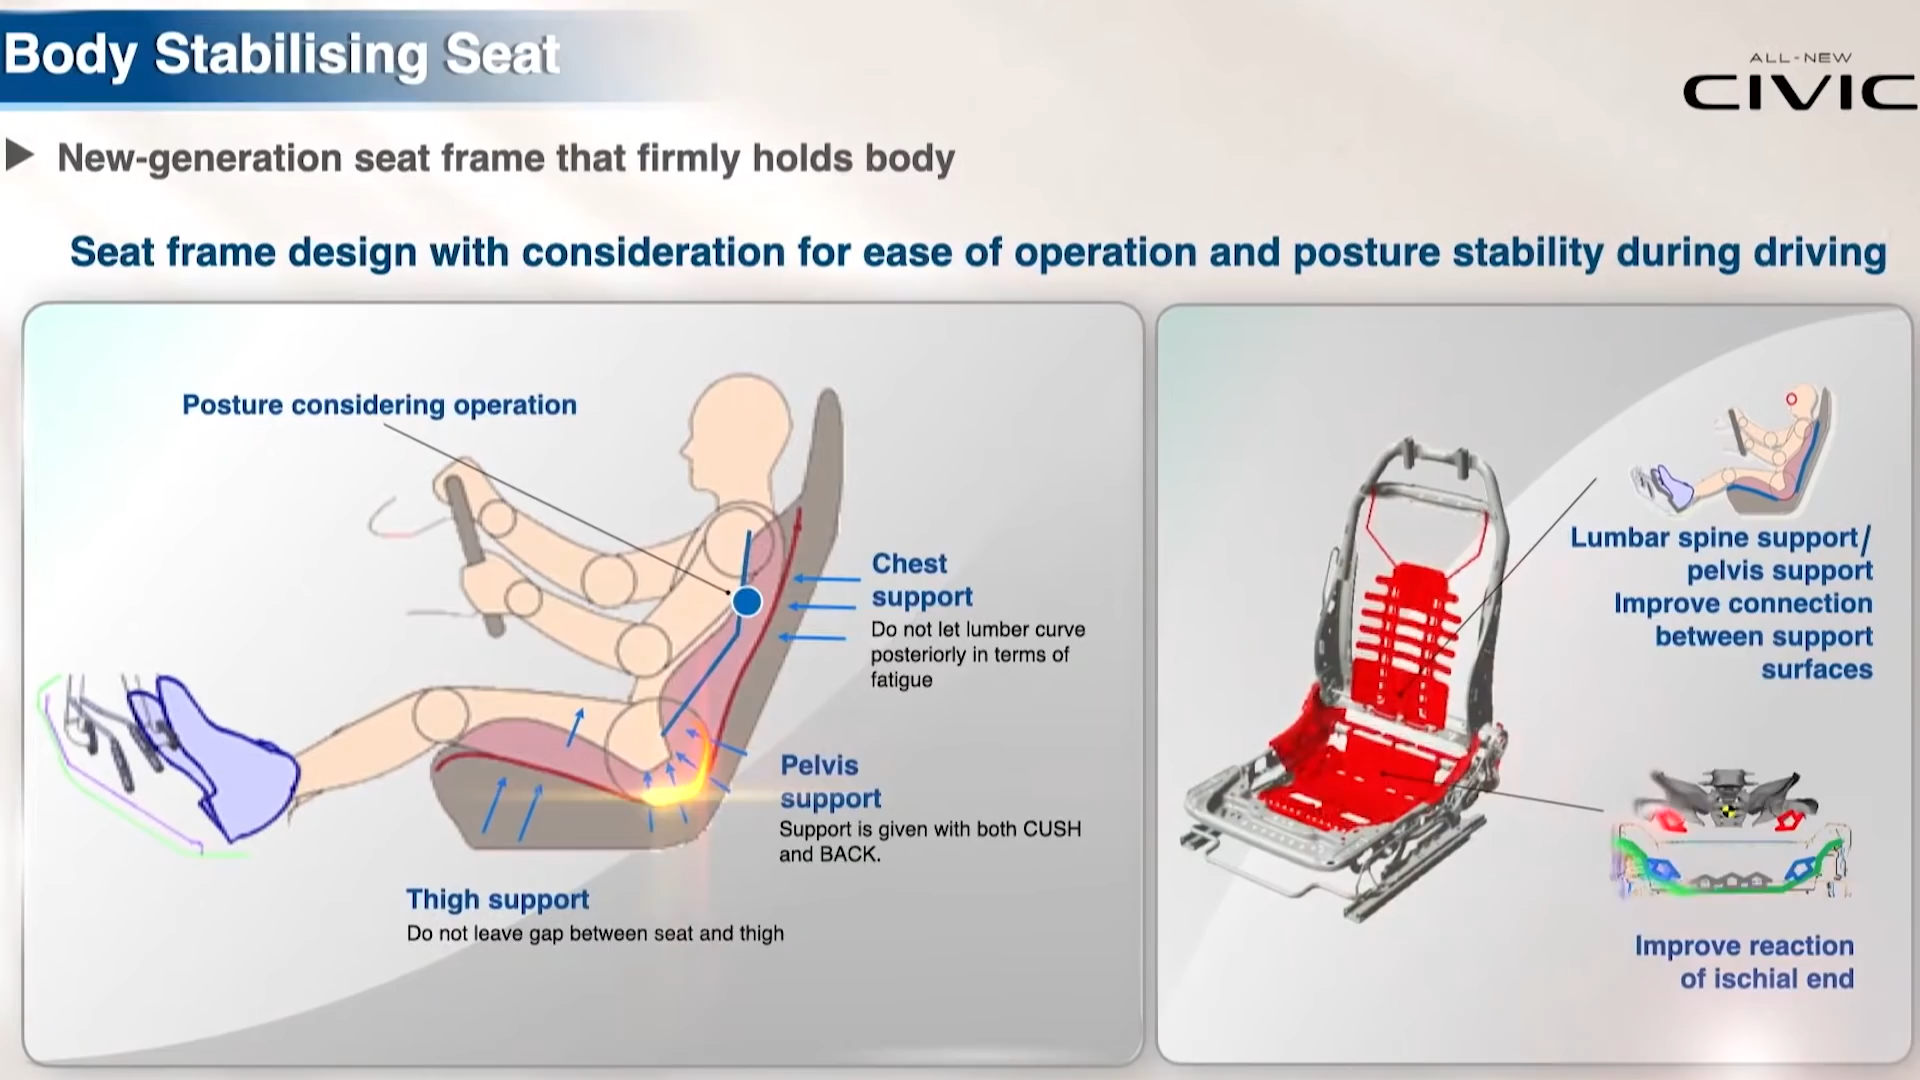 Body Stabilising Seat
ALL-NEW
CIVIC
New-generation seat frame that firmly holds body
Seat frame design with consideration for ease of operation and posture stability during driving
Posture considering operation
Chest
support
Do not let lumber curve
posteriorly in terms of
fatigue
Pelvis
support
Support is given with both CUSH
and BACK.
Thigh support
Do not leave gap between seat and thigh
Lumbar spine support/
pelvis support
Improve connection
between support
surfaces
Improve reaction
of ischial end